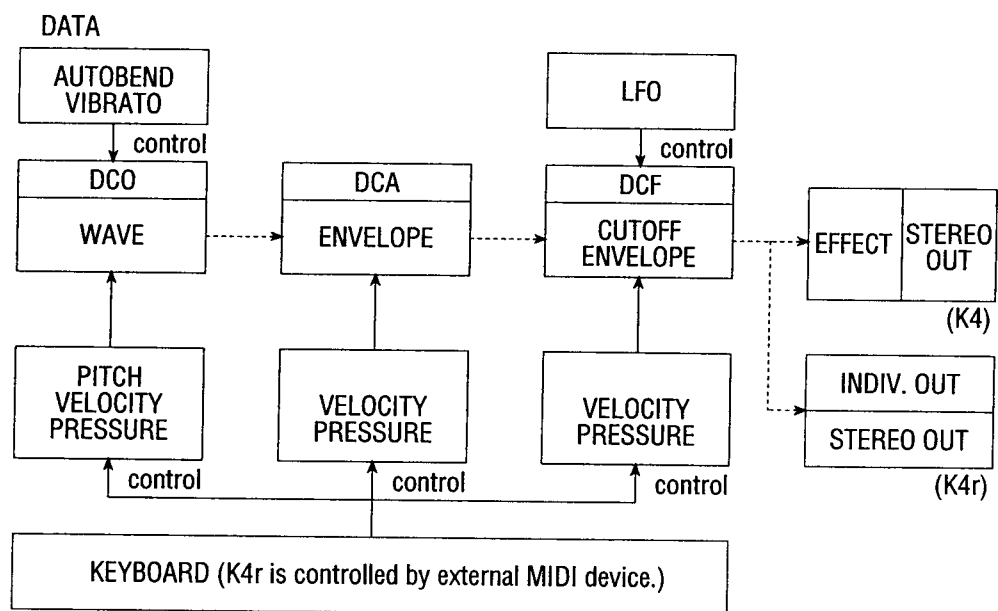 DATA
AUTOBEND
VIBRATO
LFO
control
control
DCO
DCA
DCF
WAVE
ENVELOPE
CUTOFF
ENVELOPE
EFFECT
STEREO
OUT
(K4)
PITCH
VELOCITY
PRESSURE
VELOCITY
PRESSURE
VELOCITY
PRESSURE
INDIV. OUT
STEREO OUT
(K4r)
control
control
control
KEYBOARD (K4r is controlled by external MIDI device.)